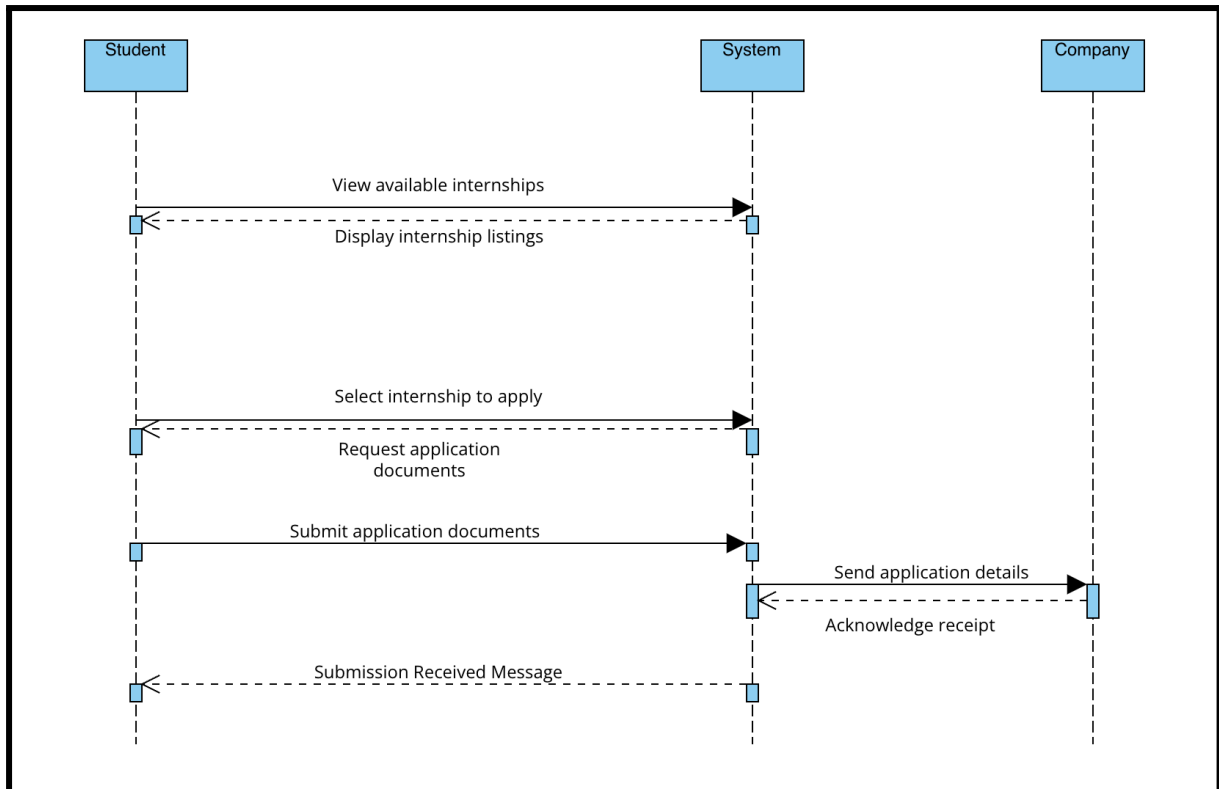 Student
System
Company
View available internships
Display internship listings
Select internship to apply
Request application
documents
Submit application documents
Send application details
Acknowledge receipt
Submission Received Message